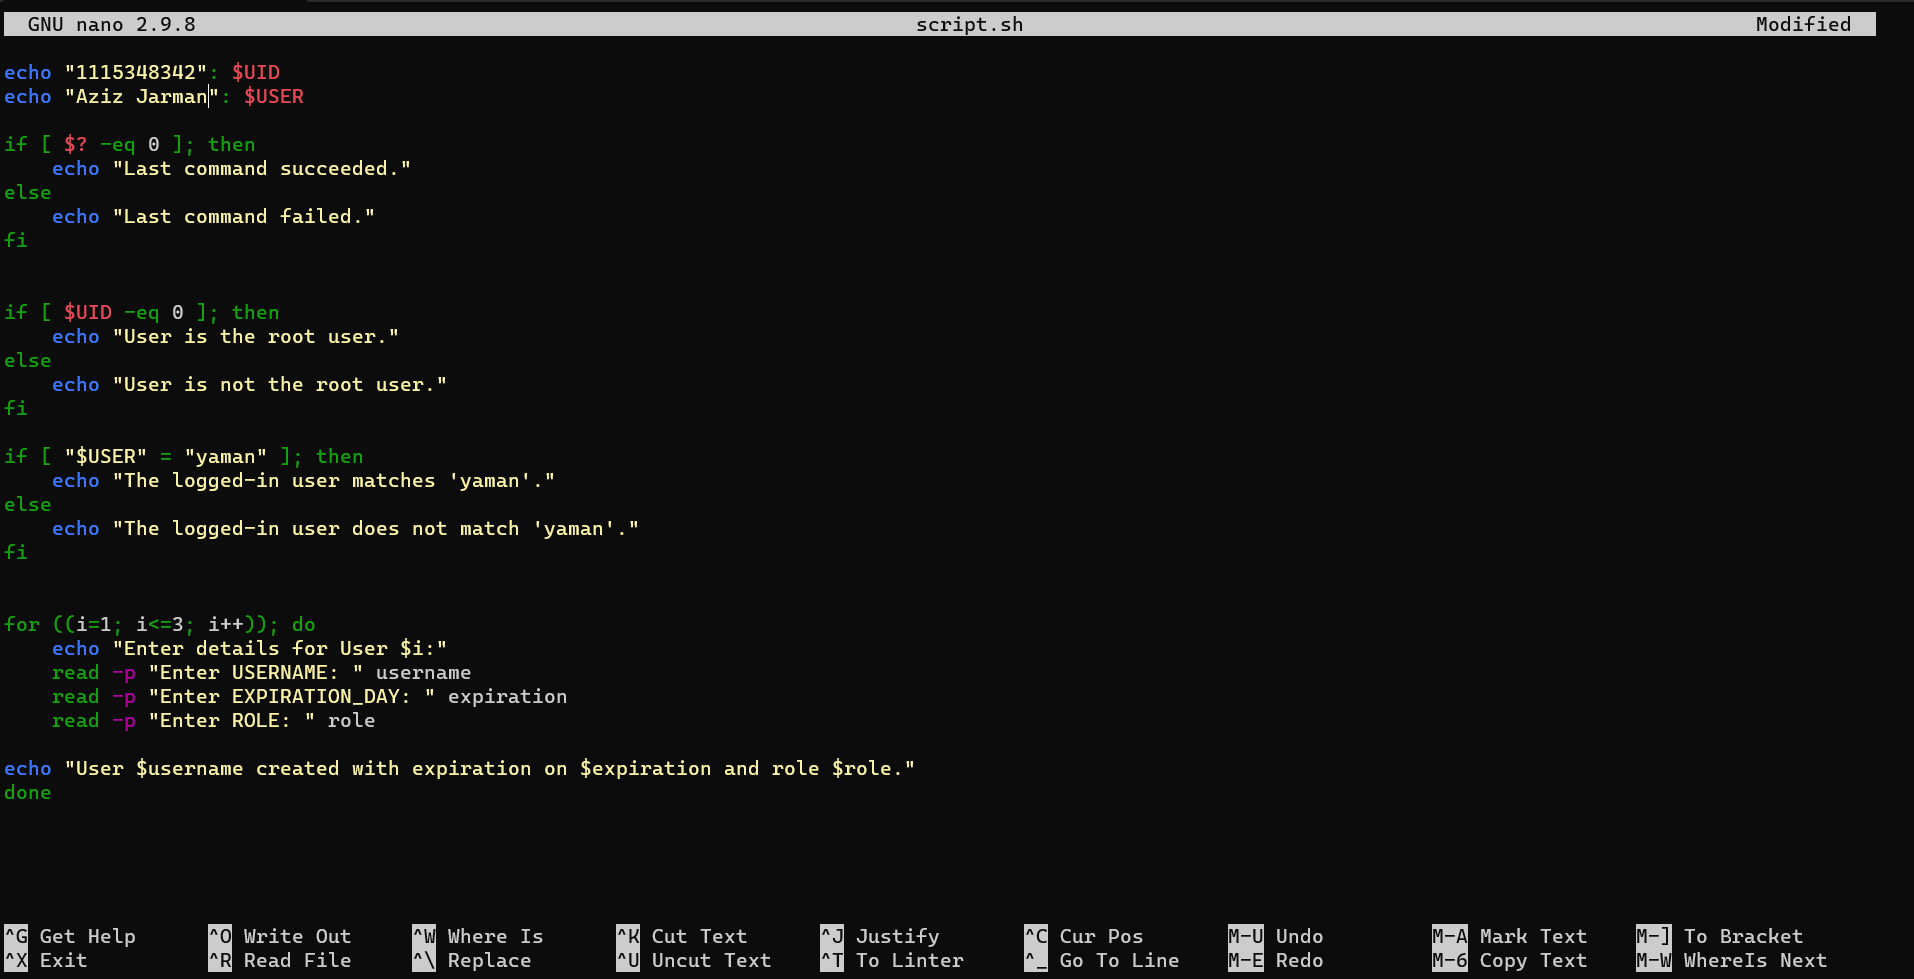 GNU nano 2.9.8 script.sh Modified
echo "1115348342": $UID
echo "Aziz Jarman": $USER
if [ $? -eq 0 ]; then
    echo "Last command succeeded."
else
    echo "Last command failed."
fi
if [ $UID -eq 0 ]; then
    echo "User is the root user."
else
    echo "User is not the root user."
fi
if [ "$USER" = "yaman" ]; then
    echo "The logged-in user matches 'yaman'."
else
    echo "The logged-in user does not match 'yaman'."
fi
for ((i=1; i<=3; i++)); do
    echo "Enter details for User $i:"
    read -p "Enter USERNAME: " username
    read -p "Enter EXPIRATION_DAY: " expiration
    read -p "Enter ROLE: " role
echo "User $username created with expiration on $expiration and role $role."
done
^G Get Help ^O Write Out ^W Where Is ^K Cut Text ^J Justify ^C Cur Pos M-U Undo M-A Mark Text M-] To Bracket
^X Exit ^R Read File ^\ Replace ^U Uncut Text ^T To Linter ^_ Go To Line M-E Redo M-6 Copy Text M-W WhereIs Next